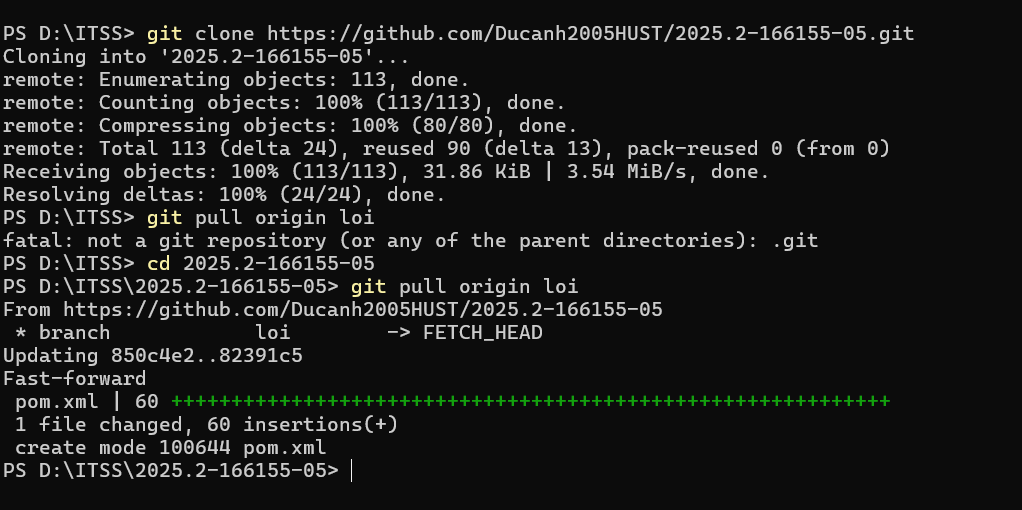 PS D:\ITSS> git clone https://github.com/Ducanh2005HUST/2025.2-166155-05.git
Cloning into '2025.2-166155-05'...
remote: Enumerating objects: 113, done.
remote: Counting objects: 100% (113/113), done.
remote: Compressing objects: 100% (80/80), done.
remote: Total 113 (delta 24), reused 90 (delta 13), pack-reused 0 (from 0)
Receiving objects: 100% (113/113), 31.86 KiB | 3.54 MiB/s, done.
Resolving deltas: 100% (24/24), done.
PS D:\ITSS> git pull origin loi
fatal: not a git repository (or any of the parent directories): .git
PS D:\ITSS> cd 2025.2-166155-05
PS D:\ITSS\2025.2-166155-05> git pull origin loi
From https://github.com/Ducanh2005HUST/2025.2-166155-05
 * branch            loi        -> FETCH_HEAD
Updating 850c4e2..82391c5
Fast-forward
 pom.xml | 60 ++++++++++++++++++++++++++++++++++++++++++++++++++++++++++++
 1 file changed, 60 insertions(+)
 create mode 100644 pom.xml
PS D:\ITSS\2025.2-166155-05>